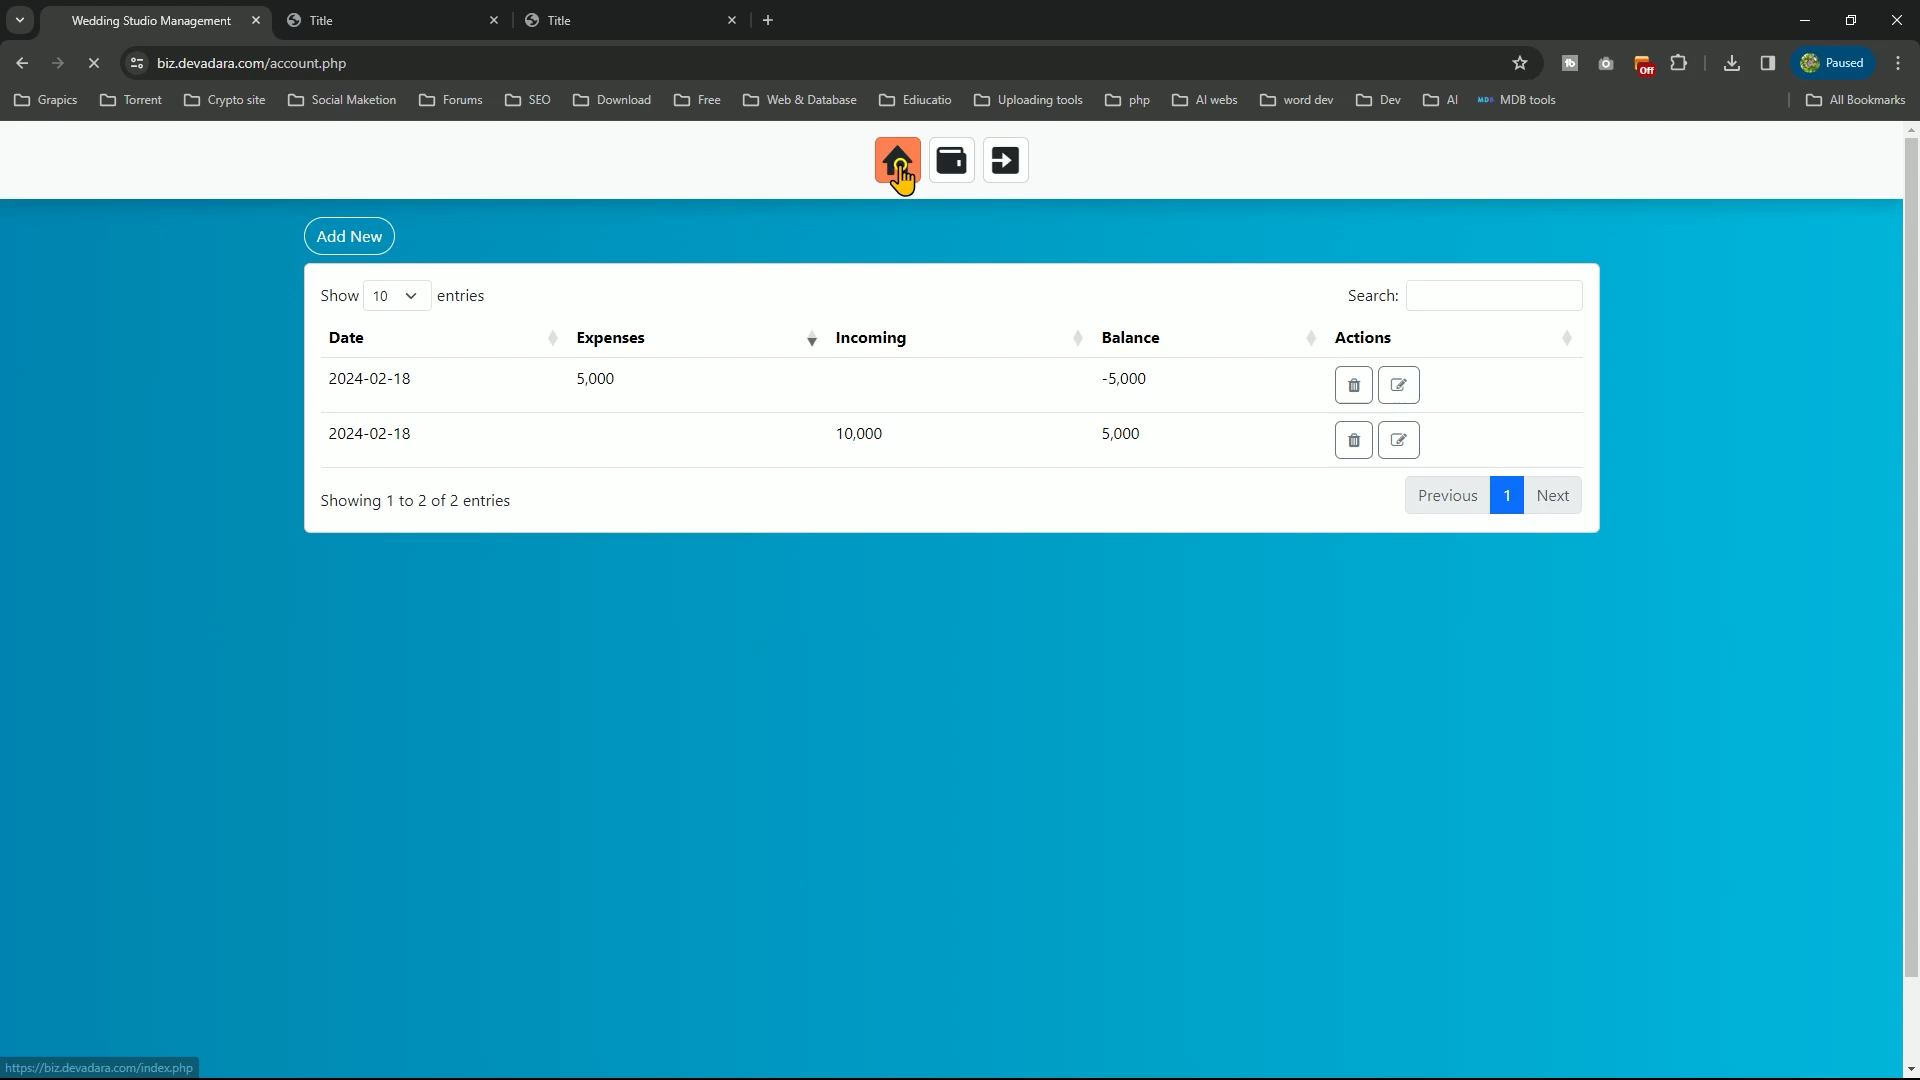 Wedding Studio Management
Title
Title
biz.devadara.com/account.php
Off
Paused
Grapics
Torrent
Crypto site
Social Maketion
Forums
SEO
Download
Free
Web & Database
Ediucatio
Uploading tools
php
AI webs
word dev
Dev
AI
MDB tools
All Bookmarks
Add New
Show 10 entries
Search:
Date Expenses Incoming Balance Actions
2024-02-18 5,000 -5,000
2024-02-18 10,000 5,000
Showing 1 to 2 of 2 entries
Previous 1 Next
https://biz.devadara.com/index.php